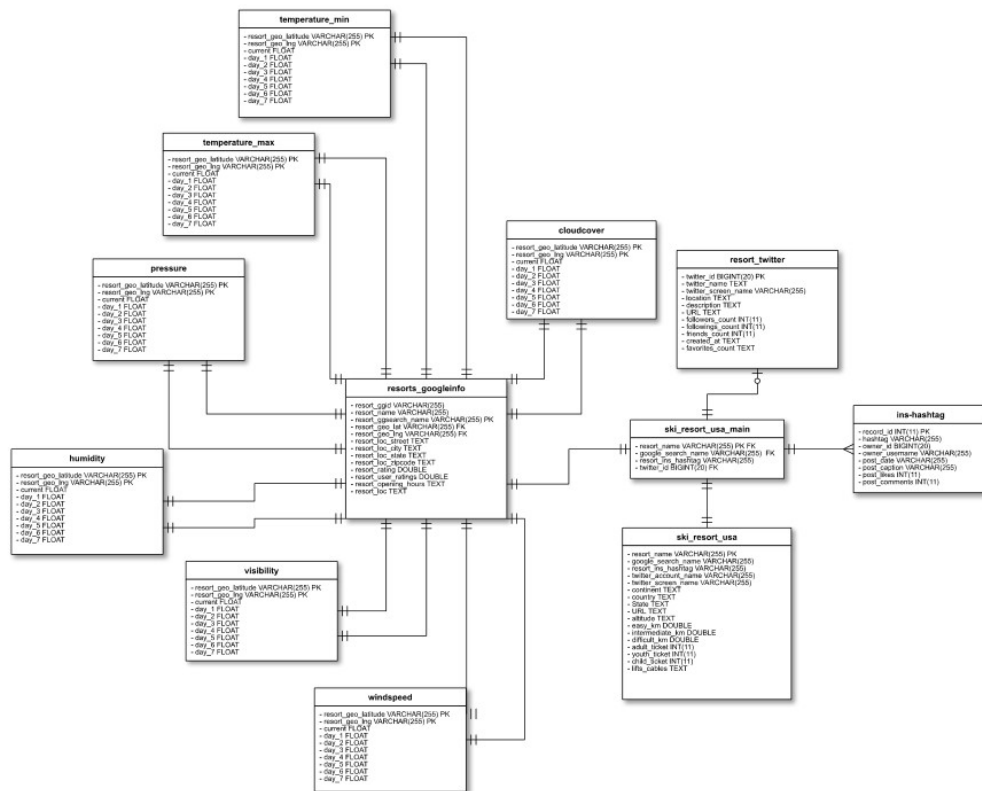 temperature_min
- resort_geo_latitude VARCHAR(255) PK
- resort_geo_lng VARCHAR(255) PK
- current FLOAT
- day_1 FLOAT
- day_2 FLOAT
- day_3 FLOAT
- day_4 FLOAT
- day_5 FLOAT
- day_6 FLOAT
- day_7 FLOAT
temperature_max
- resort_geo_latitude VARCHAR(255) PK
- resort_geo_lng VARCHAR(255) PK
- current FLOAT
- day_1 FLOAT
- day_2 FLOAT
- day_3 FLOAT
- day_4 FLOAT
- day_5 FLOAT
- day_6 FLOAT
- day_7 FLOAT
cloudcover
- resort_geo_latitude VARCHAR(255) PK
- resort_geo_lng VARCHAR(255) PK
- current FLOAT
- day_1 FLOAT
- day_2 FLOAT
- day_3 FLOAT
- day_4 FLOAT
- day_5 FLOAT
- day_6 FLOAT
- day_7 FLOAT
resort_twitter
- twitter_id BIGINT(20) PK
- twitter_name TEXT
- twitter_screen_name VARCHAR(255)
- location TEXT
- description TEXT
- URL TEXT
- followers_count INT(11)
- followings_count INT(11)
- friends_count INT(11)
- created_at TEXT
- favorites_count TEXT
pressure
- resort_geo_latitude VARCHAR(255) PK
- resort_geo_lng VARCHAR(255) PK
- current FLOAT
- day_1 FLOAT
- day_2 FLOAT
- day_3 FLOAT
- day_4 FLOAT
- day_5 FLOAT
- day_6 FLOAT
- day_7 FLOAT
resorts_googleinfo
- resort_ggid VARCHAR(255)
- resort_name VARCHAR(255)
- resort_ggsearch_name VARCHAR(255) PK
- resort_geo_lat VARCHAR(255) FK
- resort_geo_lng VARCHAR(255) FK
- resort_loc_street TEXT
- resort_loc_city TEXT
- resort_loc_state TEXT
- resort_loc_zipcode TEXT
- resort_rating DOUBLE
- resort_user_ratings DOUBLE
- resort_opening_hours TEXT
- resort_loc TEXT
ski_resort_usa_main
- resort_name VARCHAR(255) PK FK
- google_search_name VARCHAR(255) FK
- resort_ins_hashtag VARCHAR(255)
- twitter_id BIGINT(20) FK
ins-hashtag
- record_id INT(11) PK
- hashtag VARCHAR(255)
- owner_id BIGINT(20)
- owner_username VARCHAR(255)
- post_date VARCHAR(255)
- post_caption VARCHAR(255)
- post_likes INT(11)
- post_comments INT(11)
humidity
- resort_geo_latitude VARCHAR(255) PK
- resort_geo_lng VARCHAR(255) PK
- current FLOAT
- day_1 FLOAT
- day_2 FLOAT
- day_3 FLOAT
- day_4 FLOAT
- day_5 FLOAT
- day_6 FLOAT
- day_7 FLOAT
ski_resort_usa
- resort_name VARCHAR(255) PK
- google_search_name VARCHAR(255)
- resort_ins_hashtag VARCHAR(255)
- twitter_account_name VARCHAR(255)
- twitter_screen_name VARCHAR(255)
- continent TEXT
- country TEXT
- State TEXT
- URL TEXT
- altitude TEXT
- easy_km DOUBLE
- intermediate_km DOUBLE
- difficult_km DOUBLE
- adult_ticket INT(11)
- youth_ticket INT(11)
- child_ticket INT(11)
- lifts_cables TEXT
visibility
- resort_geo_latitude VARCHAR(255) PK
- resort_geo_lng VARCHAR(255) PK
- current FLOAT
- day_1 FLOAT
- day_2 FLOAT
- day_3 FLOAT
- day_4 FLOAT
- day_5 FLOAT
- day_6 FLOAT
- day_7 FLOAT
windspeed
- resort_geo_latitude VARCHAR(255) PK
- resort_geo_lng VARCHAR(255) PK
- current FLOAT
- day_1 FLOAT
- day_2 FLOAT
- day_3 FLOAT
- day_4 FLOAT
- day_5 FLOAT
- day_6 FLOAT
- day_7 FLOAT